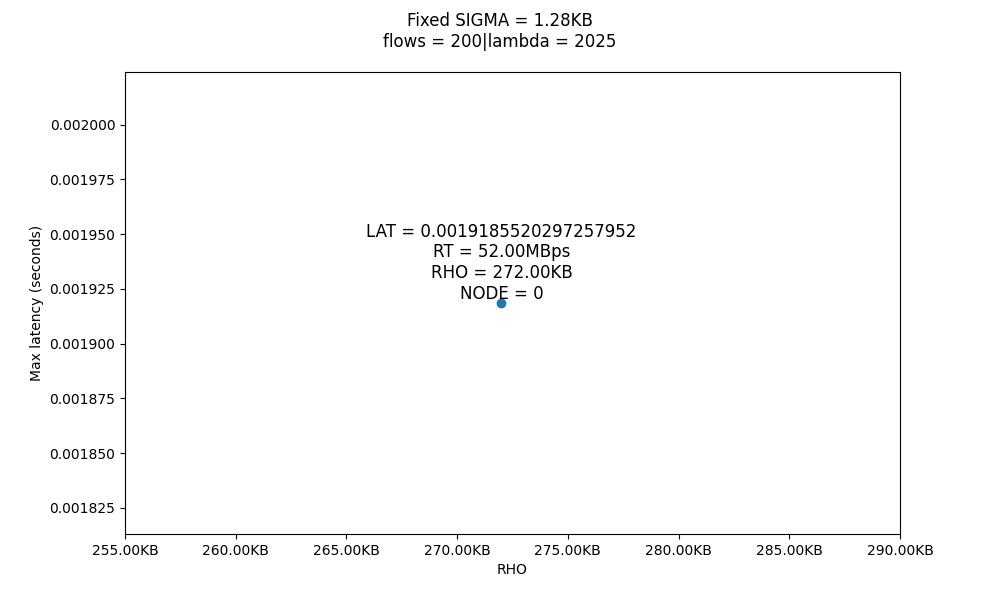 Fixed SIGMA = 1.28KB
flows = 200|lambda = 2025
Max latency (seconds)
0.002000
0.001975
0.001950
0.001925
0.001900
0.001875
0.001850
0.001825
LAT = 0.0019185520297257952
RT = 52.00MBps
RHO = 272.00KB
NODE = 0
255.00KB 260.00KB 265.00KB 270.00KB 275.00KB 280.00KB 285.00KB 290.00KB
RHO